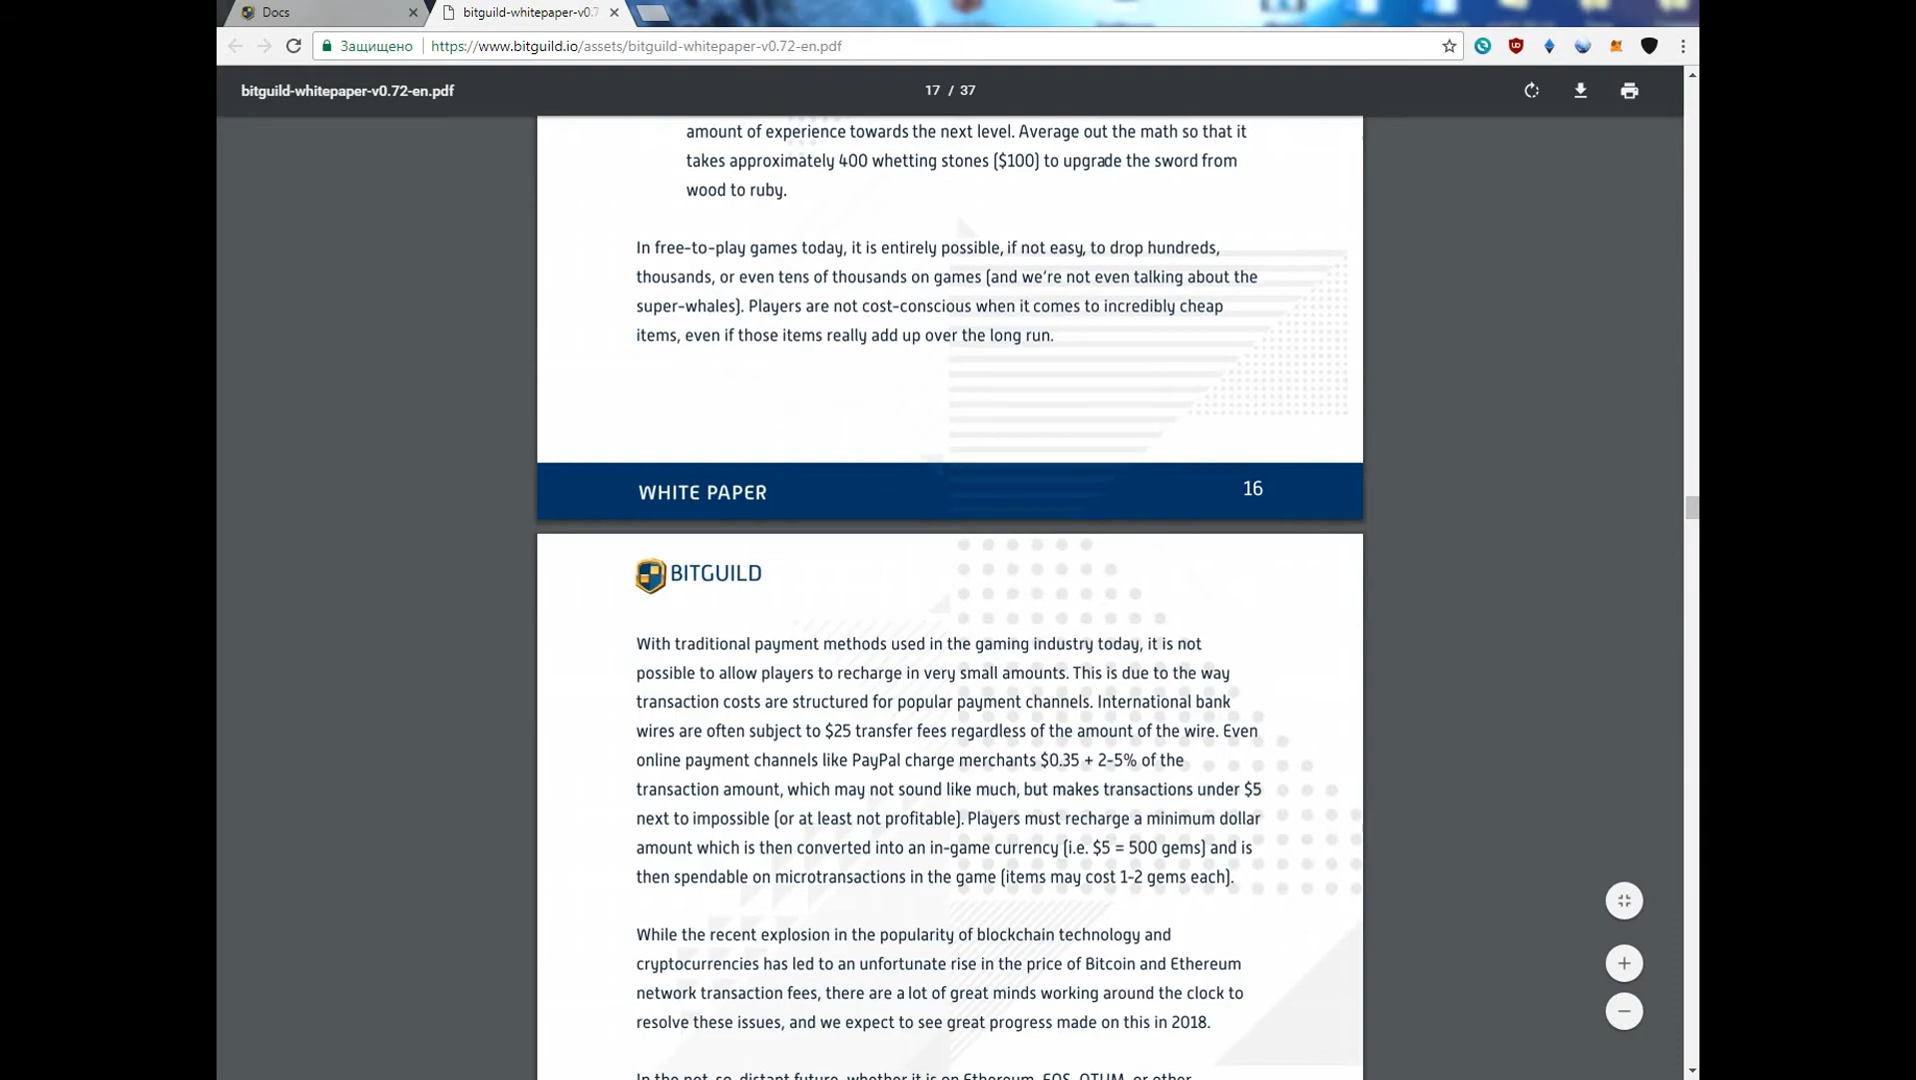 Docs
bitguild-whitepaper-v0.7
Защищено
https://www.bitguild.io/assets/bitguild-whitepaper-v0.72-en.pdf
bitguild-whitepaper-v0.72-en.pdf
17 / 37
amount of experience towards the next level. Average out the math so that it
takes approximately 400 whetting stones ($100) to upgrade the sword from
wood to ruby.
In free-to-play games today, it is entirely possible, if not easy, to drop hundreds,
thousands, or even tens of thousands on games (and we're not even talking about the
super-whales). Players are not cost-conscious when it comes to incredibly cheap
items, even if those items really add up over the long run.
WHITE PAPER
16
BITGUILD
With traditional payment methods used in the gaming industry today, it is not
possible to allow players to recharge in very small amounts. This is due to the way
transaction costs are structured for popular payment channels. International bank
wires are often subject to $25 transfer fees regardless of the amount of the wire. Even
online payment channels like PayPal charge merchants $0.35 + 2-5% of the
transaction amount, which may not sound like much, but makes transactions under $5
next to impossible (or at least not profitable). Players must recharge a minimum dollar
amount which is then converted into an in-game currency (i.e. $5 = 500 gems) and is
then spendable on microtransactions in the game (items may cost 1-2 gems each).
While the recent explosion in the popularity of blockchain technology and
cryptocurrencies has led to an unfortunate rise in the price of Bitcoin and Ethereum
network transaction fees, there are a lot of great minds working around the clock to
resolve these issues, and we expect to see great progress made on this in 2018.
In the not-so-distant future, whether it is on Ethereum, EOS, QTUM, or other